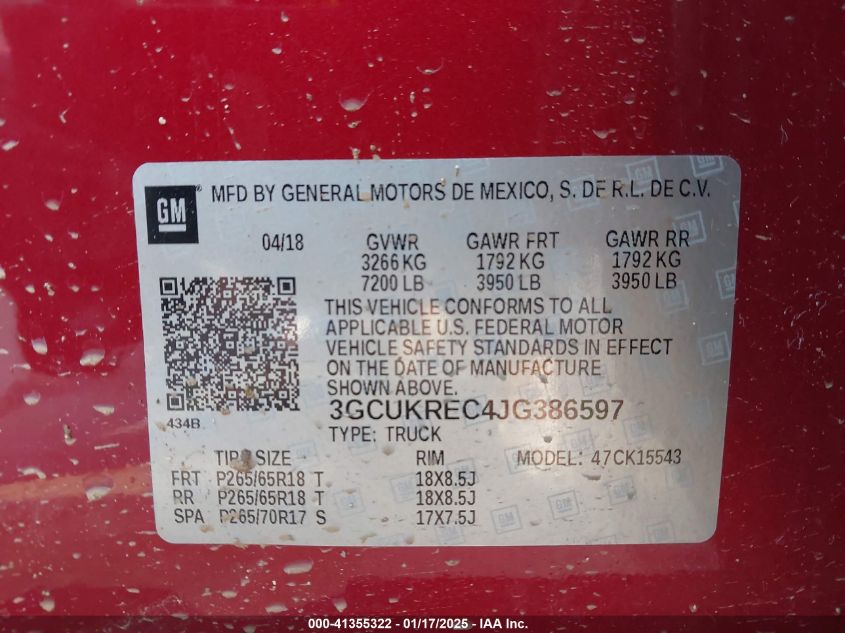 GM ® MFD BY GENERAL MOTORS DE MEXICO, S. DE R.L. DE C.V.
04/18 GVWR GAWR FRT GAWR RR
3266 KG 1792 KG 1792 KG
7200 LB 3950 LB 3950 LB
THIS VEHICLE CONFORMS TO ALL
APPLICABLE U.S. FEDERAL MOTOR
VEHICLE SAFETY STANDARDS IN EFFECT
ON THE DATE OF MANUFACTURE
SHOWN ABOVE.
3GCUKREC4JG386597
434B
TYPE: TRUCK
TIRE SIZE RIM MODEL: 47CK15543
FRT P265/65R18 T 18X8.5J
RR P265/65R18 T 18X8.5J
SPA P265/70R17 S 17X7.5J
000-41355322 - 01/17/2025 - IAA Inc.